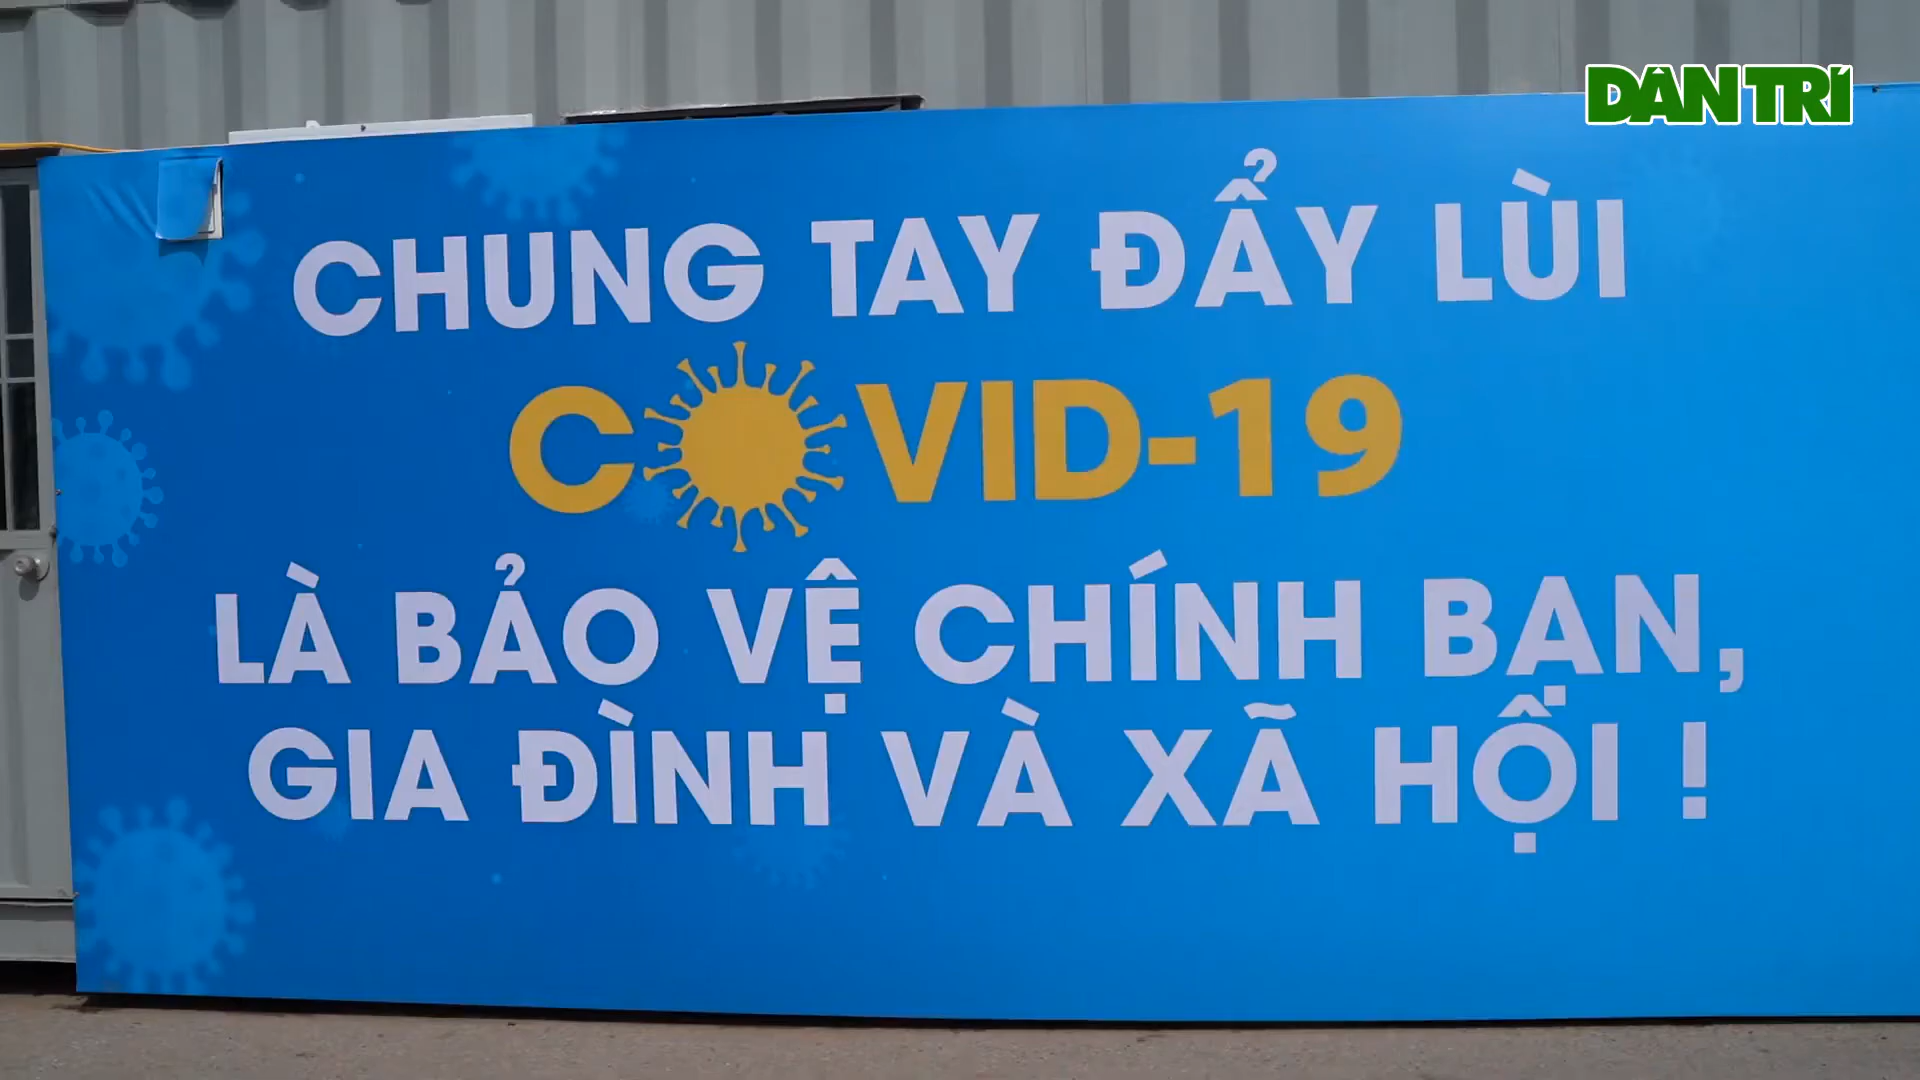 DÂN TRÍ
CHUNG TAY ĐẨY LÙI
COVID-19
LÀ BẢO VỆ CHÍNH BẠN,
GIA ĐÌNH VÀ XÃ HỘI !